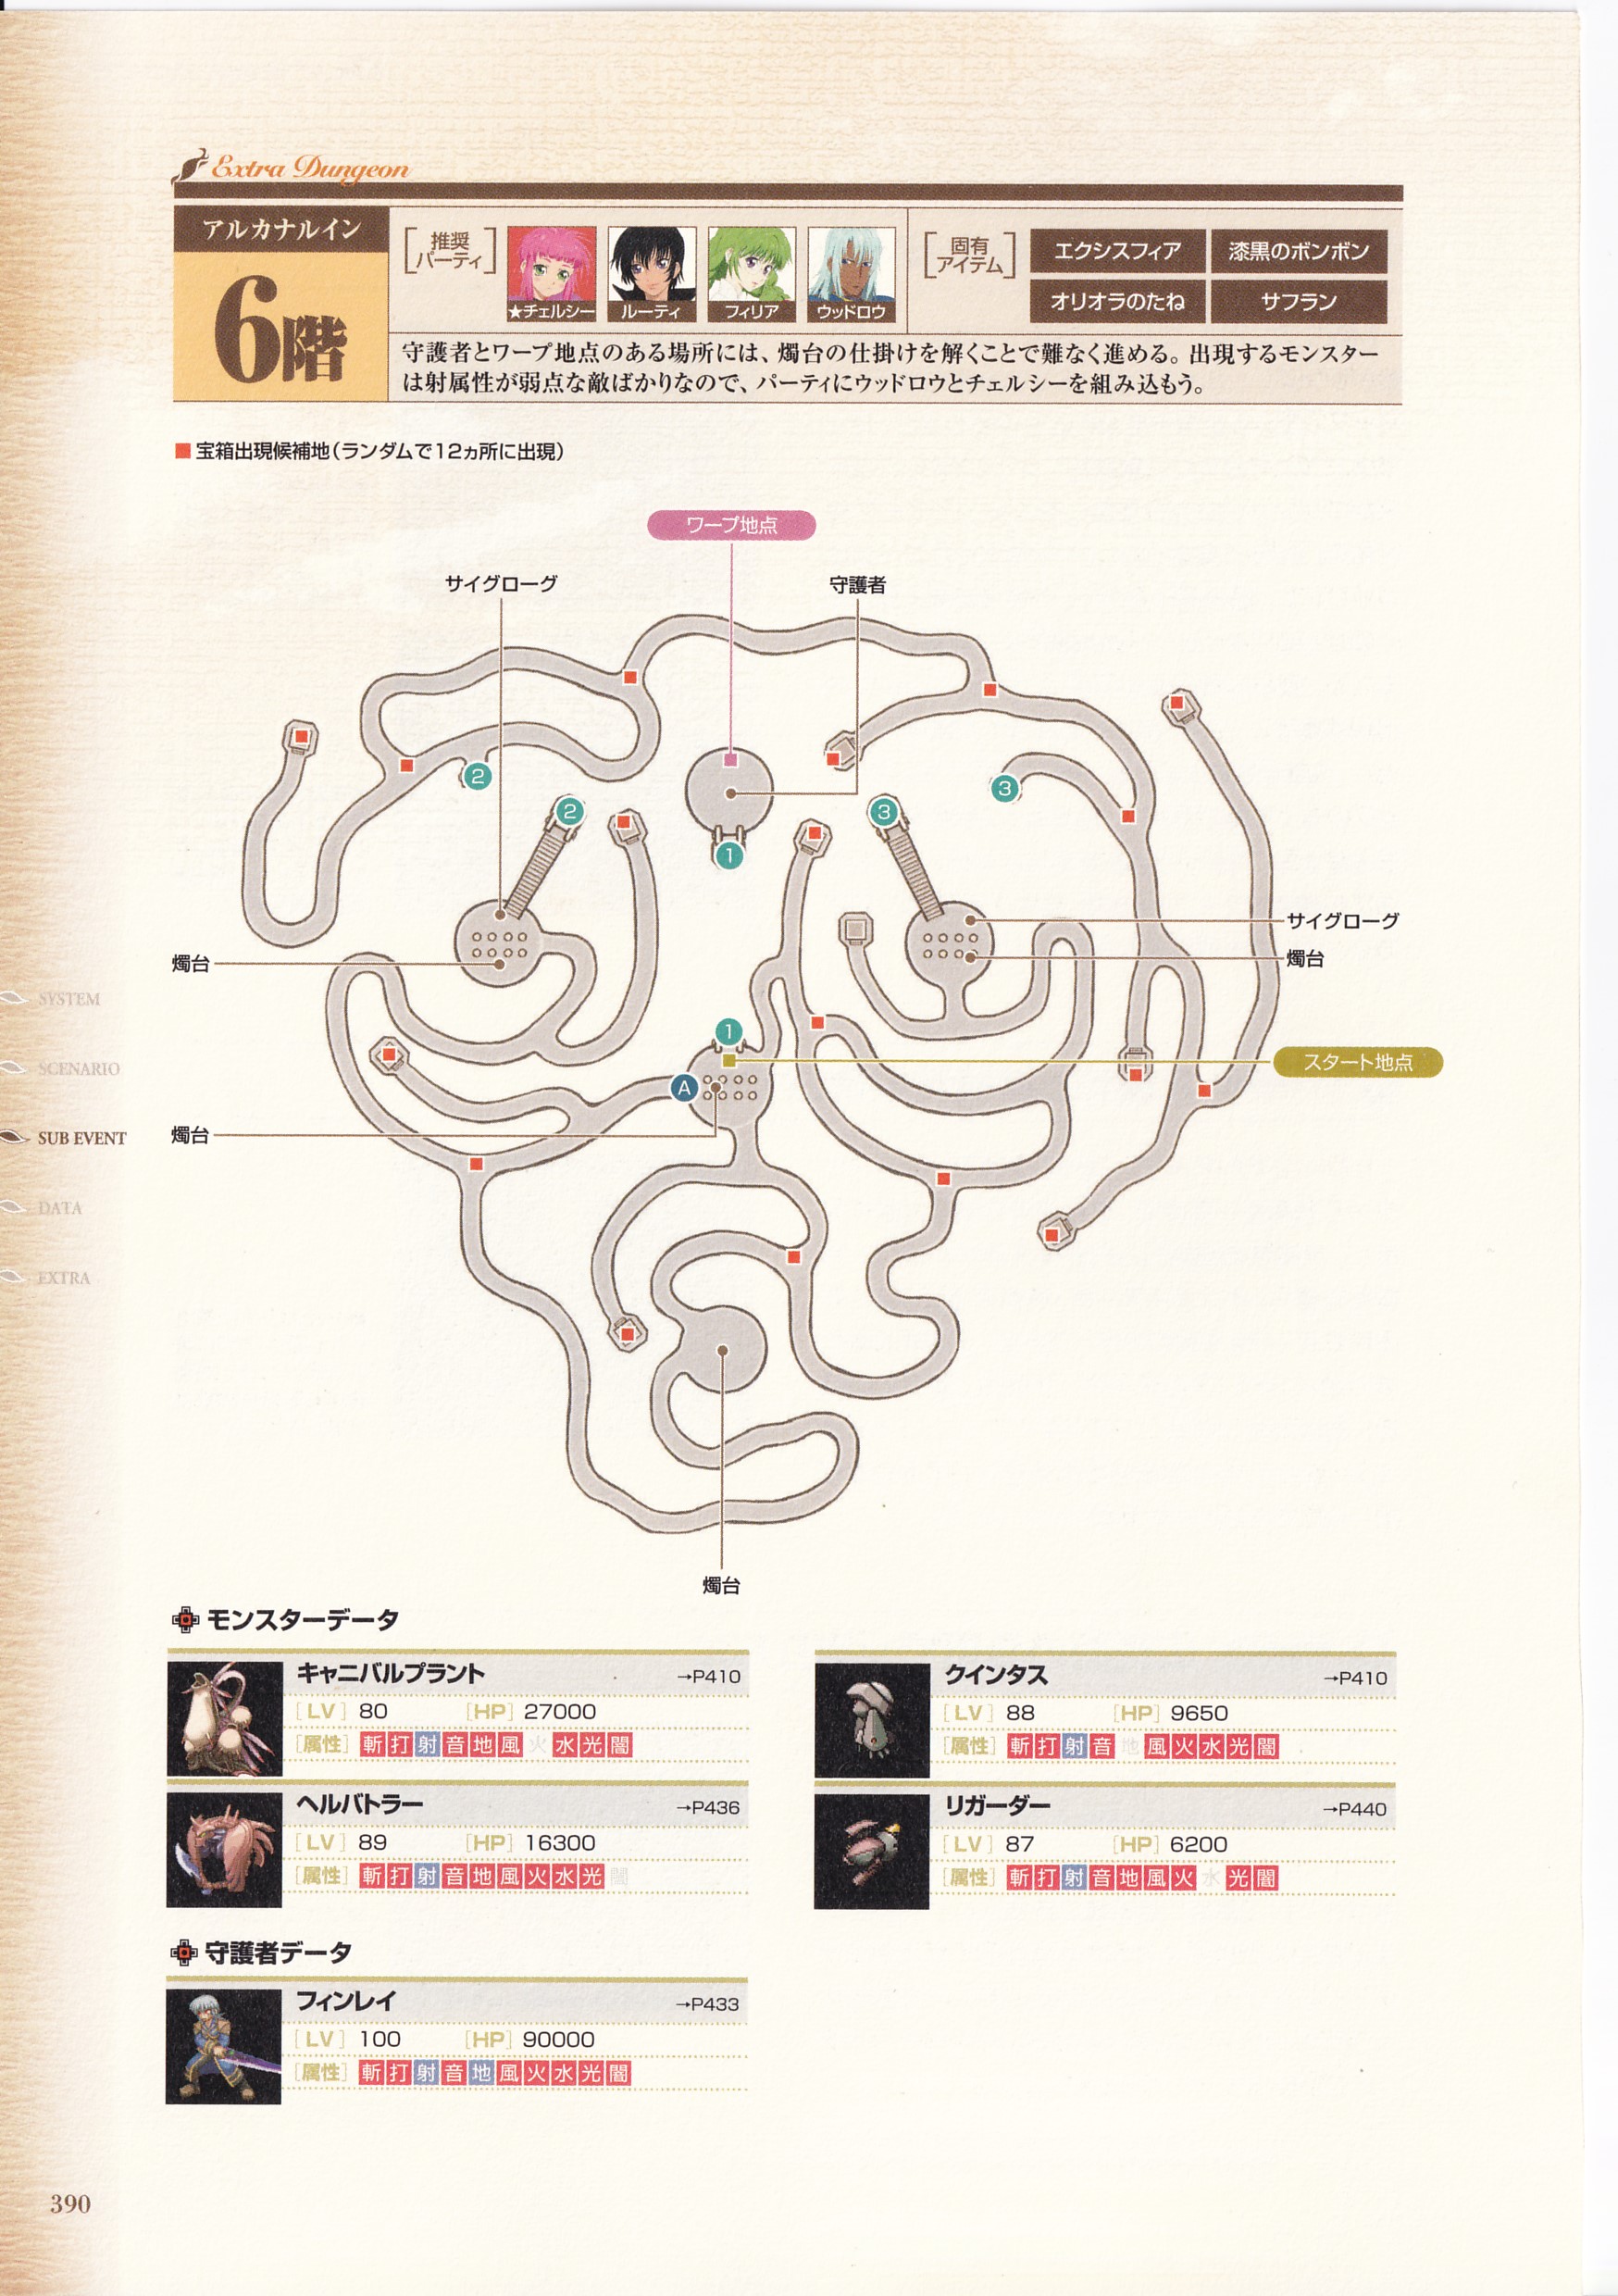 Extra Dungeon
アルカナルイン
6階
推奨パーティ
★チェルシー
ルーティ
フィリア
ウッドロウ
固有アイテム
エクシスフィア
漆黒のボンボン
オリオラのたね
サフラン
守護者とワープ地点のある場所には、燭台の仕掛けを解くことで難なく進める。出現するモンスター
は射属性が弱点な敵ばかりなので、パーティにウッドロウとチェルシーを組み込もう。
■宝箱出現候補地(ランダムで12ヵ所に出現)
ワープ地点
サイグローグ
守護者
2
3
2
3
1
サイグローグ
燭台
燭台
1
スタート地点
A
燭台
燭台
SYSTEM
SCENARIO
SUB EVENT
DATA
EXTRA
モンスターデータ
キャニバルプラント →P410
[LV] 80 [HP] 27000
[属性] 斬打射音地風火水光闇
クインタス →P410
[LV] 88 [HP] 9650
[属性] 斬打射音地風火水光闇
ヘルバトラー →P436
[LV] 89 [HP] 16300
[属性] 斬打射音地風火水光闇
リガーダー →P440
[LV] 87 [HP] 6200
[属性] 斬打射音地風火水光闇
守護者データ
フィンレイ →P433
[LV] 100 [HP] 90000
[属性] 斬打射音地風火水光闇
390